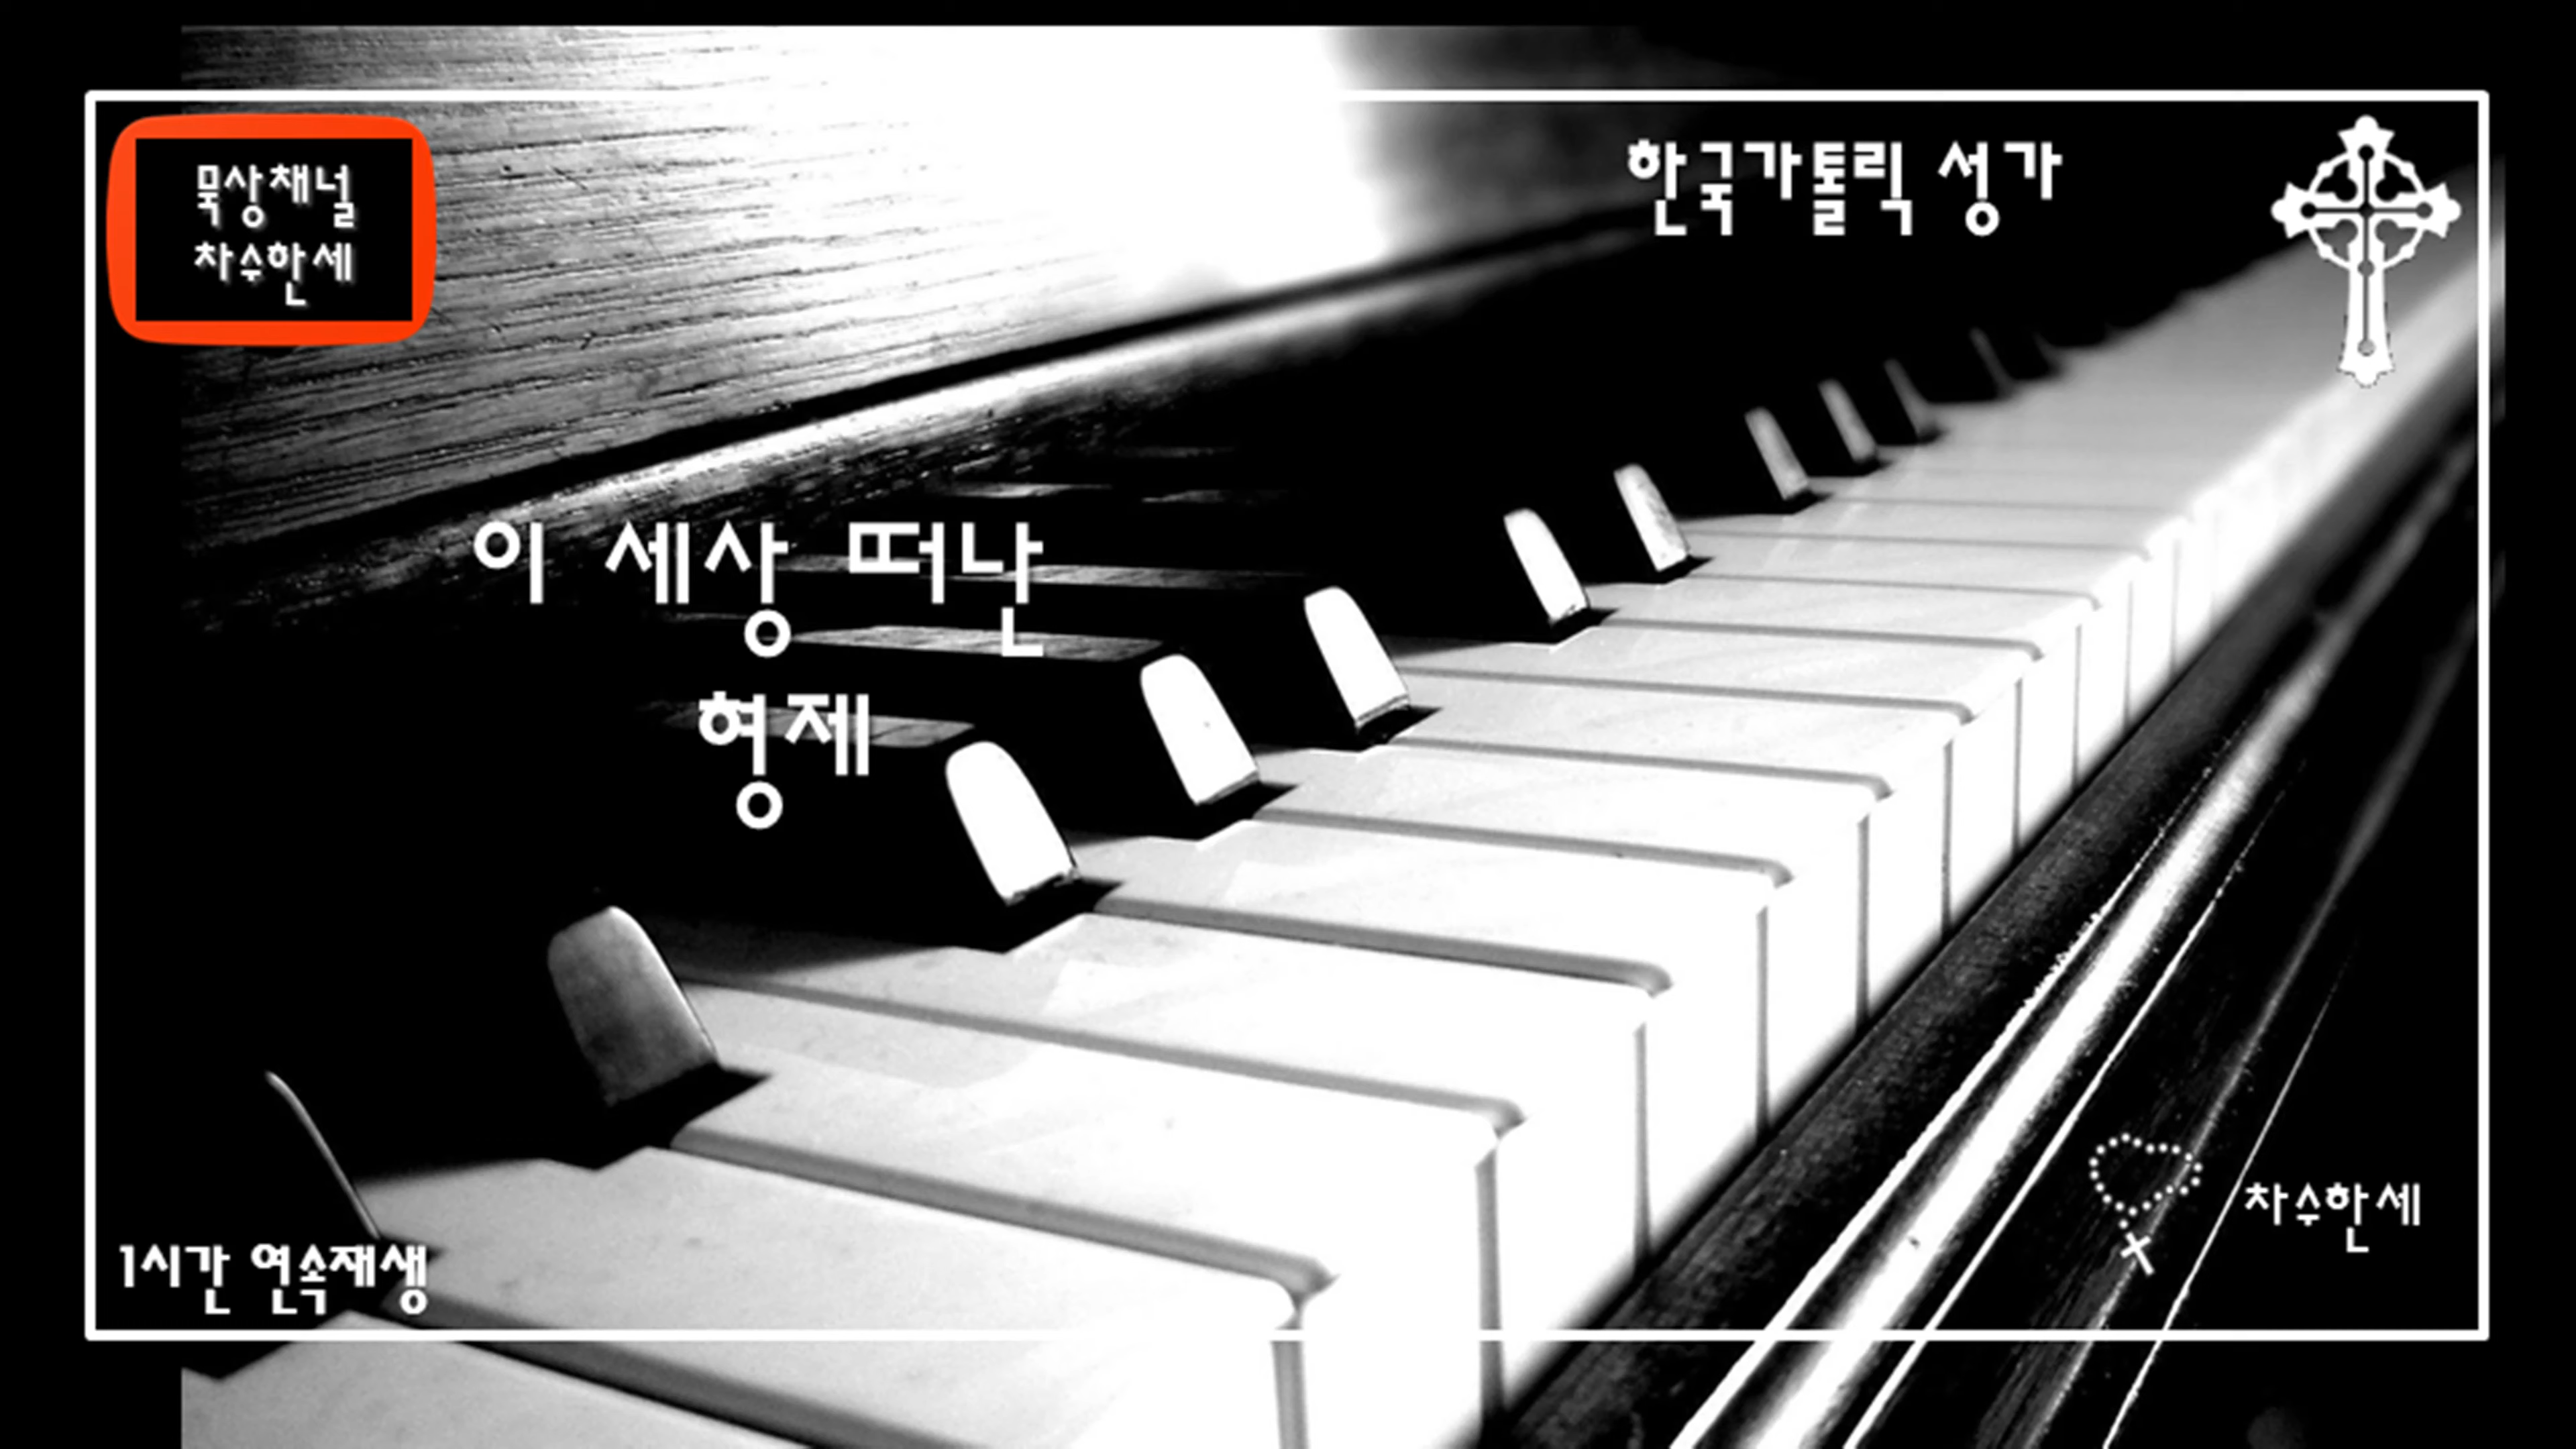 묵상채널
차수한세
한국가톨릭 성가
이 세상 떠난
형제
1시간 연속재생
차수한세